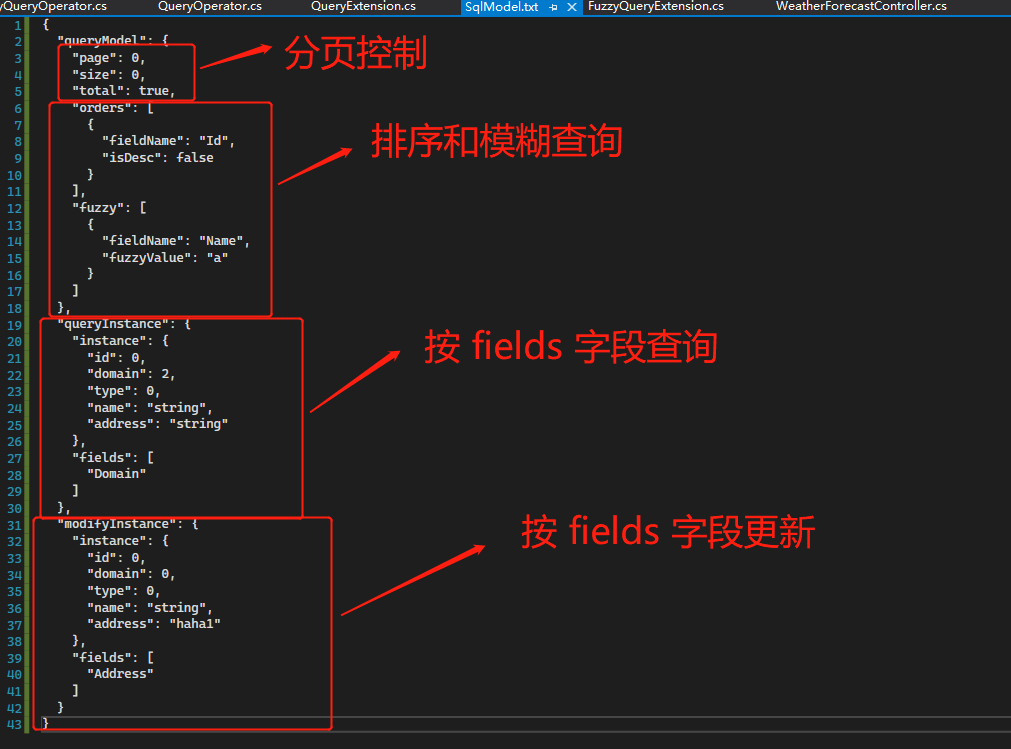 yQueryOperator.cs QueryOperator.cs QueryExtension.cs SqlModel.txt FuzzyQueryExtension.cs WeatherForecastController.cs
1 {
2 "queryModel": {
3 "page": 0,
4 "size": 0,
5 "total": true,
分页控制
6 "orders": [
7 {
8 "fieldName": "Id",
9 "isDesc": false
10 }
11 ],
12 "fuzzy": [
13 {
14 "fieldName": "Name",
15 "fuzzyValue": "a"
16 }
17 ]
18 },
排序和模糊查询
19 "queryInstance": {
20 "instance": {
21 "id": 0,
22 "domain": 2,
23 "type": 0,
24 "name": "string",
25 "address": "string"
26 },
27 "fields": [
28 "Domain"
29 ]
30 },
按 fields 字段查询
31 "modifyInstance": {
32 "instance": {
33 "id": 0,
34 "domain": 0,
35 "type": 0,
36 "name": "string",
37 "address": "haha1"
38 },
39 "fields": [
40 "Address"
41 ]
42 }
43 }
按 fields 字段更新